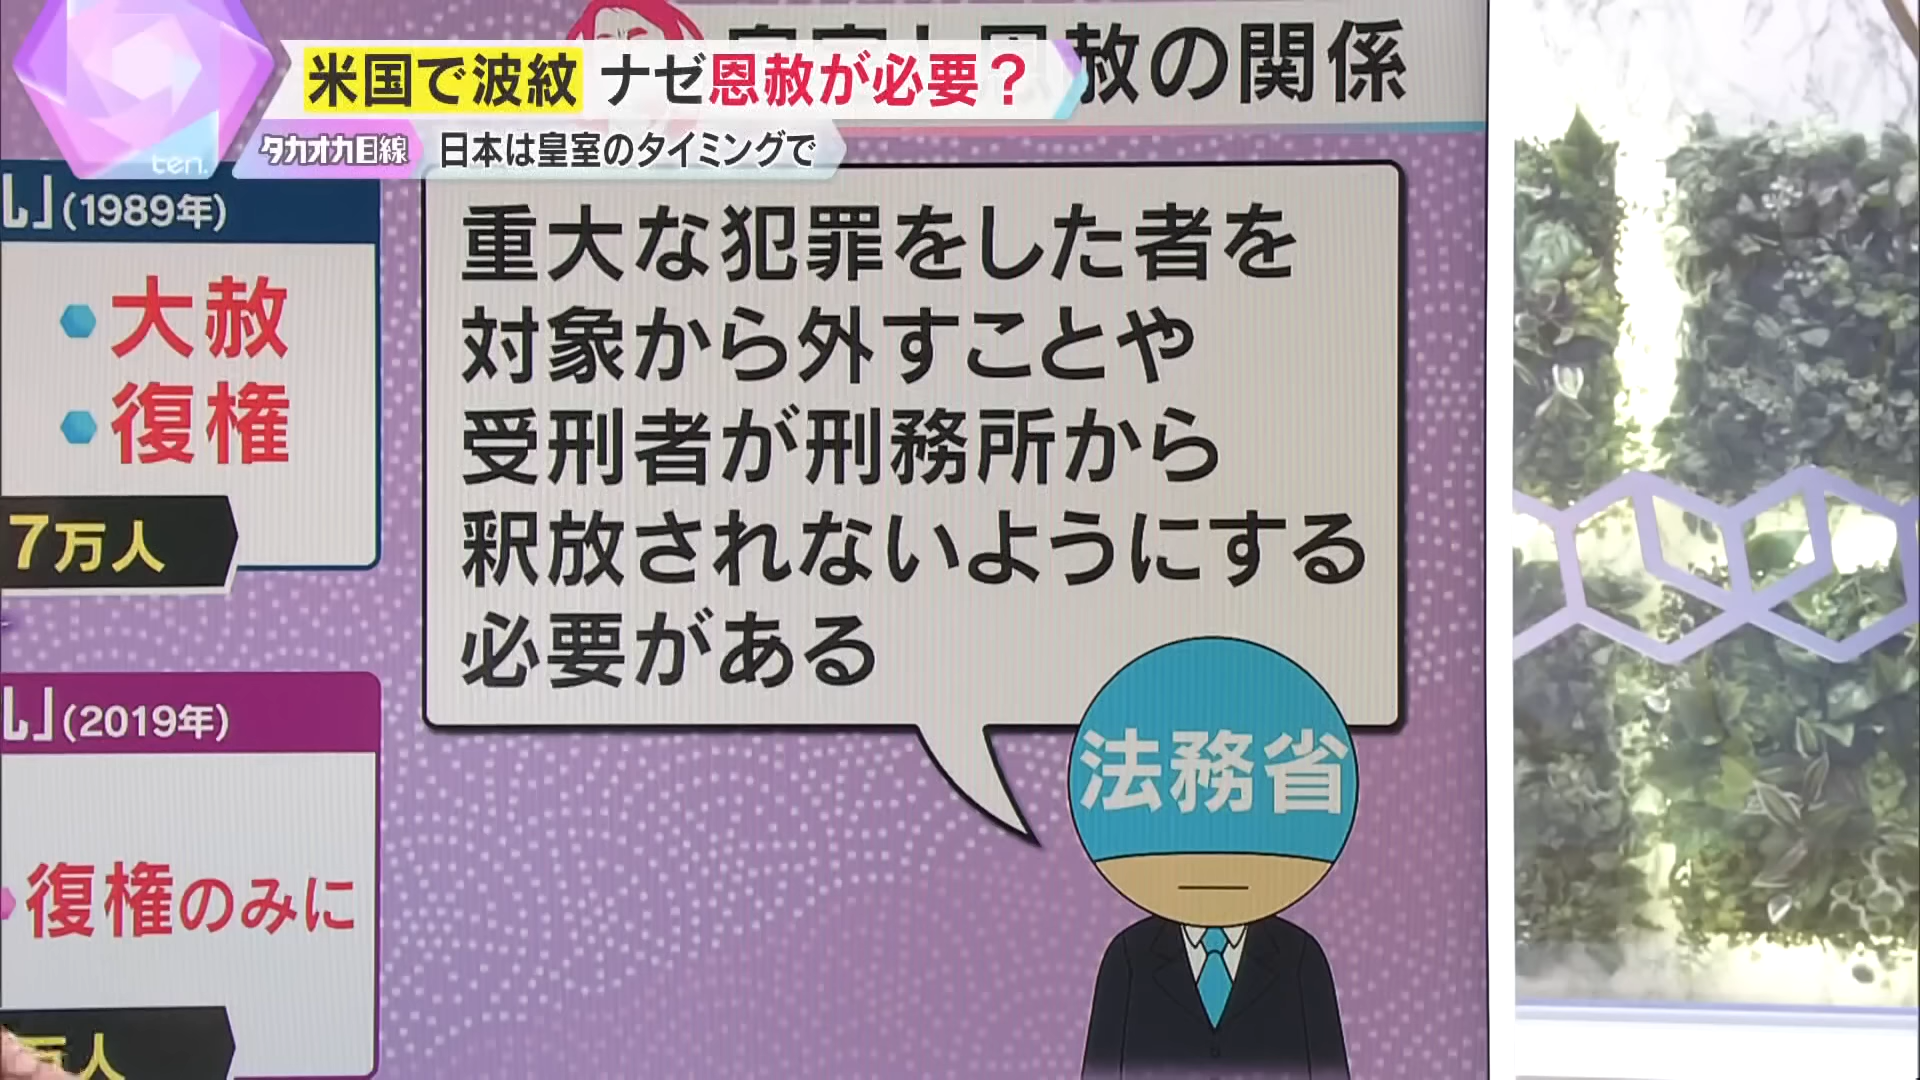 米国で波紋 ナゼ恩赦が必要？
の関係
タカオカ目線
日本は皇室のタイミングで
ten.
(1989年)
・大赦
・復権
7万人
重大な犯罪をした者を
対象から外すことや
受刑者が刑務所から
釈放されないようにする
必要がある
法務省
(2019年)
復権のみに
万人